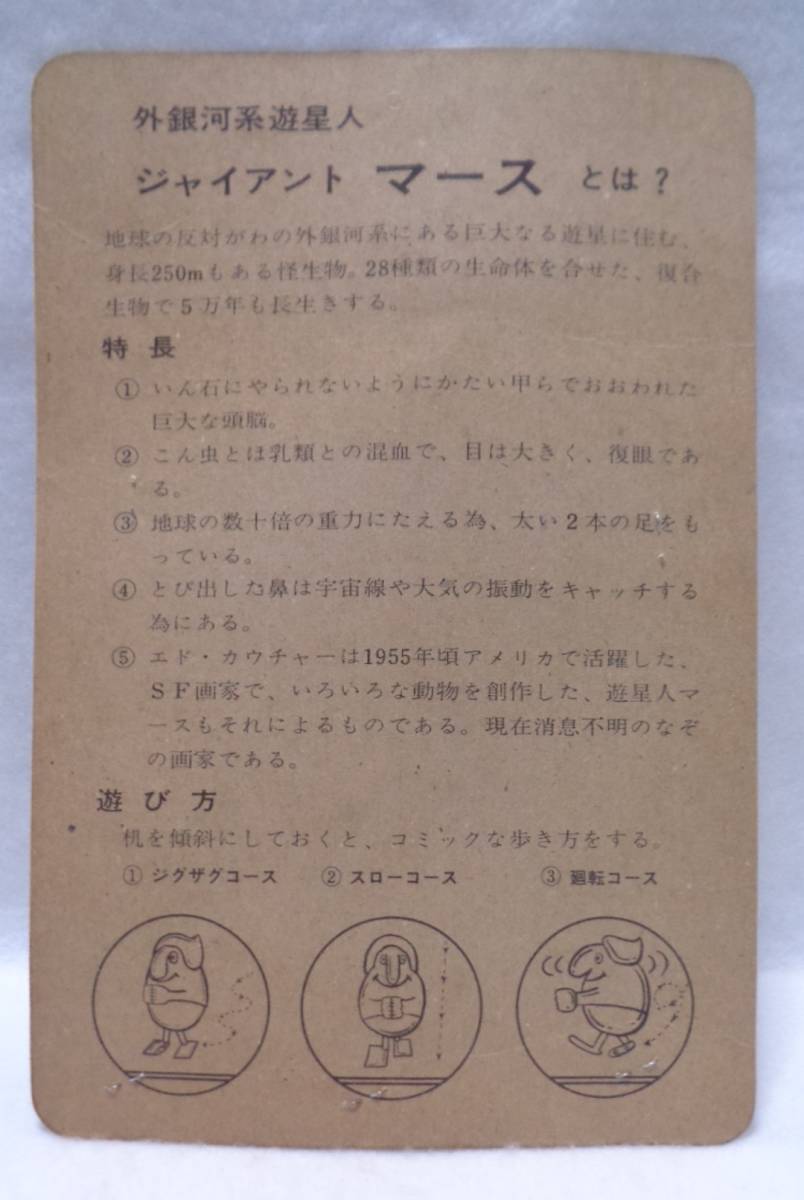 外銀河系遊星人
ジャイアント マース とは？
地球の反対がわの外銀河系にある巨大なる遊星に住む、
身長250mもある怪生物。28種類の生命体を合せた、復合
生物で5万年も長生きする。
特長
① いん石にやられないようにかたい甲らでおおわれた
巨大な頭脳。
② こん虫とほ乳類との混血で、目は大きく、復眼であ
る。
③ 地球の数十倍の重力にたえる為、太い2本の足をも
っている。
④ とび出した鼻は宇宙線や大気の振動をキャッチする
為にある。
⑤ エド・カウチャーは1955年頃アメリカで活躍した、
ＳＦ画家で、いろいろな動物を創作した、遊星人マ
ースもそれによるものである。現在消息不明のなぞ
の画家である。
遊び方
机を傾斜にしておくと、コミックな歩き方をする。
① ジグザグコース ② スローコース ③ 廻転コース